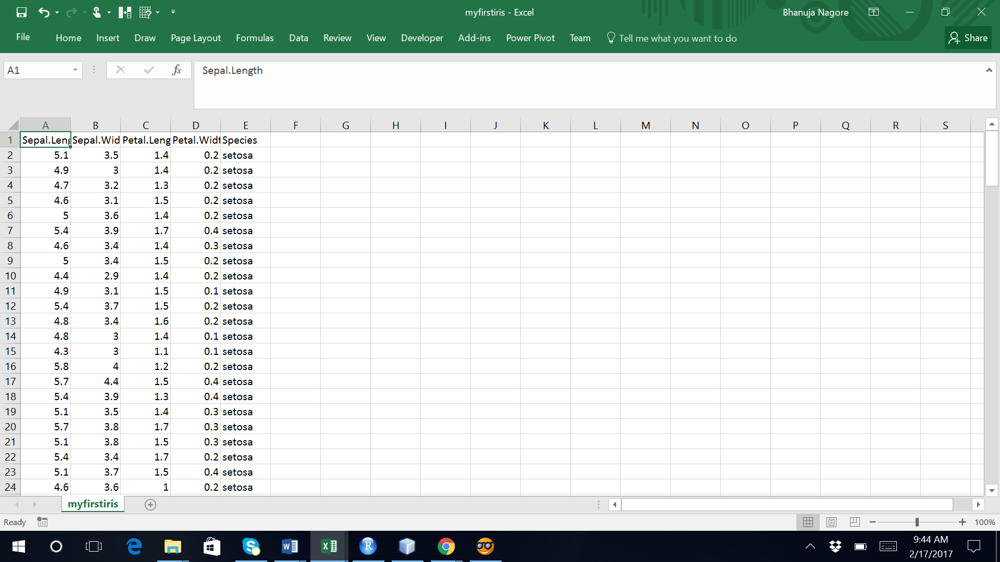 myfirstiris - Excel
Bhanuja Nagore
File Home Insert Draw Page Layout Formulas Data Review View Developer Add-ins Power Pivot Team Tell me what you want to do Share
A1 fx Sepal.Length
A B C D E F G H I J K L M N O P Q R S
1 Sepal.Leng Sepal.Wid Petal.Leng Petal.Widt Species
2 5.1 3.5 1.4 0.2 setosa
3 4.9 3 1.4 0.2 setosa
4 4.7 3.2 1.3 0.2 setosa
5 4.6 3.1 1.5 0.2 setosa
6 5 3.6 1.4 0.2 setosa
7 5.4 3.9 1.7 0.4 setosa
8 4.6 3.4 1.4 0.3 setosa
9 5 3.4 1.5 0.2 setosa
10 4.4 2.9 1.4 0.2 setosa
11 4.9 3.1 1.5 0.1 setosa
12 5.4 3.7 1.5 0.2 setosa
13 4.8 3.4 1.6 0.2 setosa
14 4.8 3 1.4 0.1 setosa
15 4.3 3 1.1 0.1 setosa
16 5.8 4 1.2 0.2 setosa
17 5.7 4.4 1.5 0.4 setosa
18 5.4 3.9 1.3 0.4 setosa
19 5.1 3.5 1.4 0.3 setosa
20 5.7 3.8 1.7 0.3 setosa
21 5.1 3.8 1.5 0.3 setosa
22 5.4 3.4 1.7 0.2 setosa
23 5.1 3.7 1.5 0.4 setosa
24 4.6 3.6 1 0.2 setosa
myfirstiris
Ready
100%
9:44 AM
2/17/2017